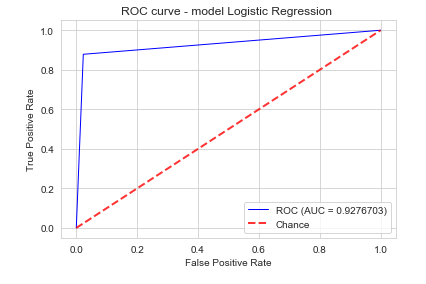 ROC curve - model Logistic Regression
True Positive Rate
1.0
0.8
0.6
0.4
0.2
0.0
ROC (AUC = 0.9276703)
Chance
0.0 0.2 0.4 0.6 0.8 1.0
False Positive Rate